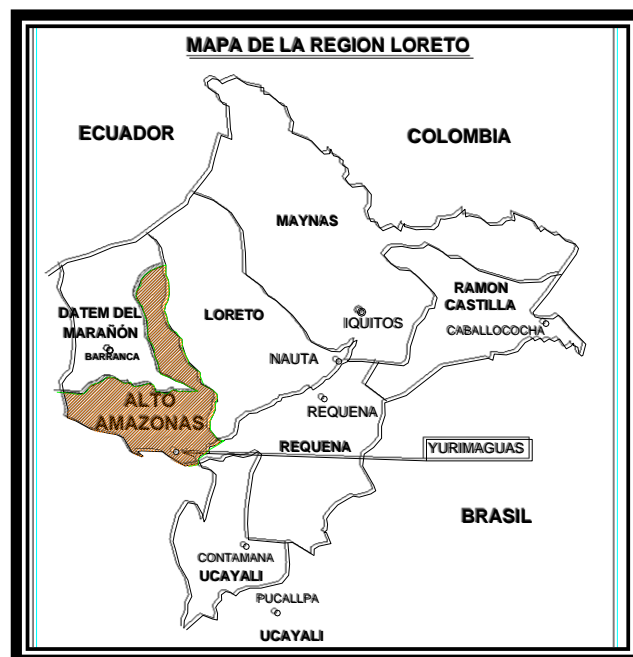 MAPA DE LA REGION LORETO
ECUADOR
COLOMBIA
MAYNAS
RAMON
CASTILLA
DATEM DEL
MARAÑÓN
LORETO
IQUITOS
CABALLOCOCHA
BARRANCA
NAUTA
ALTO
AMAZONAS
REQUENA
REQUENA
YURIMAGUAS
BRASIL
CONTAMANA
UCAYALI
PUCALLPA
UCAYALI